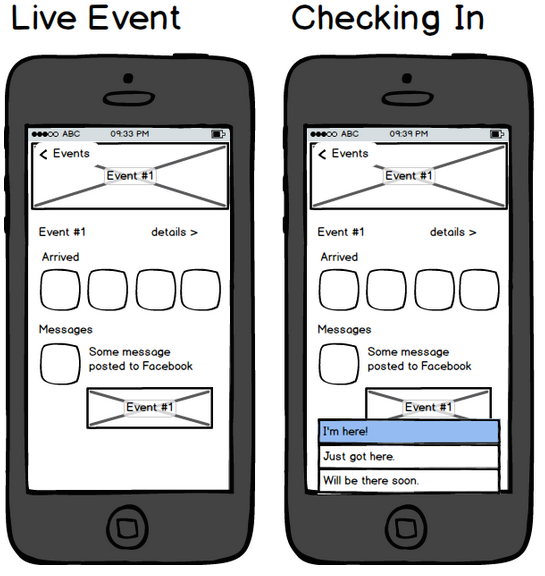 Live Event
ABC 09:33 PM
< Events
Event #1
Event #1 details >
Arrived
Messages
Some message
posted to Facebook
Event #1
Checking In
ABC 09:39 PM
< Events
Event #1
Event #1 details >
Arrived
Messages
Some message
posted to Facebook
Event #1
I'm here!
Just got here.
Will be there soon.